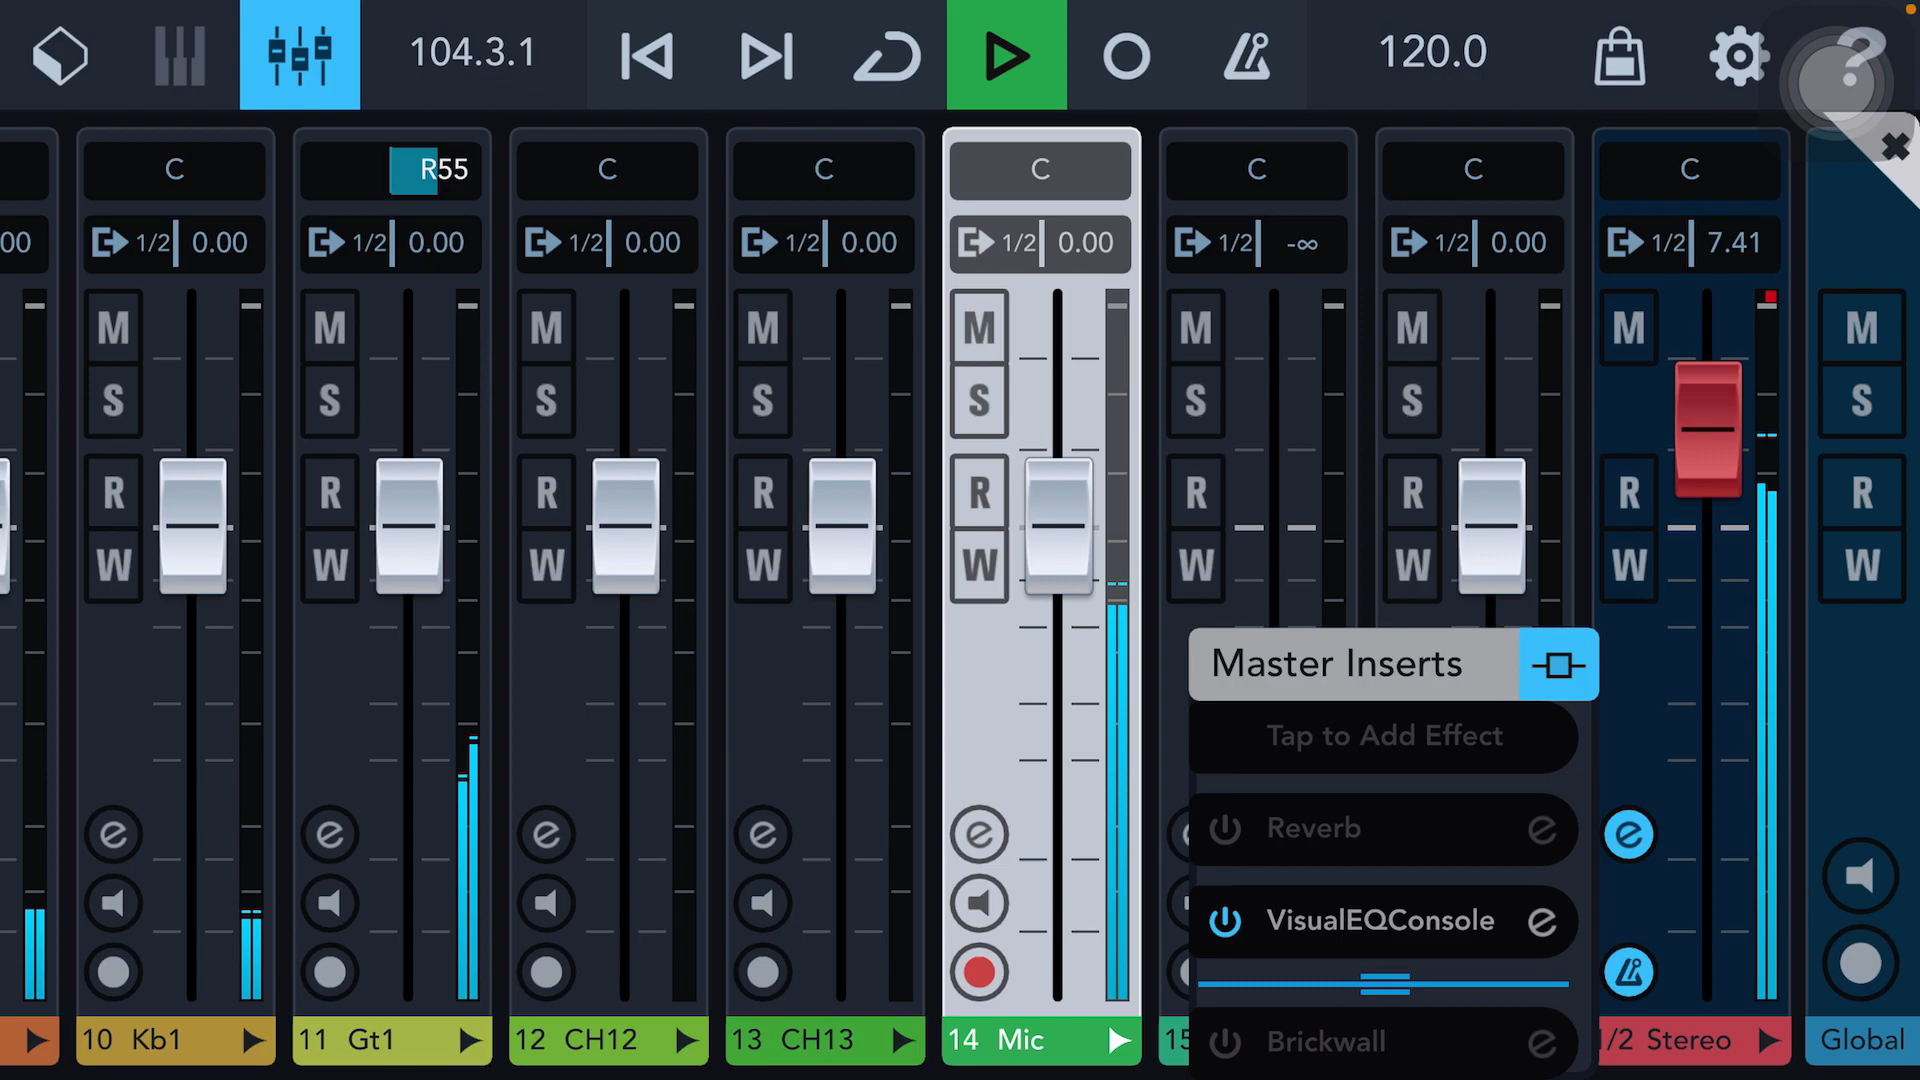 104.3.1
120.0
?
C
R55
C
C
C
C
C
C
00
1/2 0.00
1/2 0.00
1/2 0.00
1/2 0.00
1/2 0.00
1/2 -∞
1/2 0.00
1/2 7.41
M M M M M M M M M
S S S S S S S S
R R R R R R R R R
W W W W W W W W W
Master Inserts
Tap to Add Effect
Reverb e
VisualEQConsole e
Brickwall e
e e e e e e
10 Kb1
11 Gt1
12 CH12
13 CH13
14 Mic
15
1/2 Stereo
Global